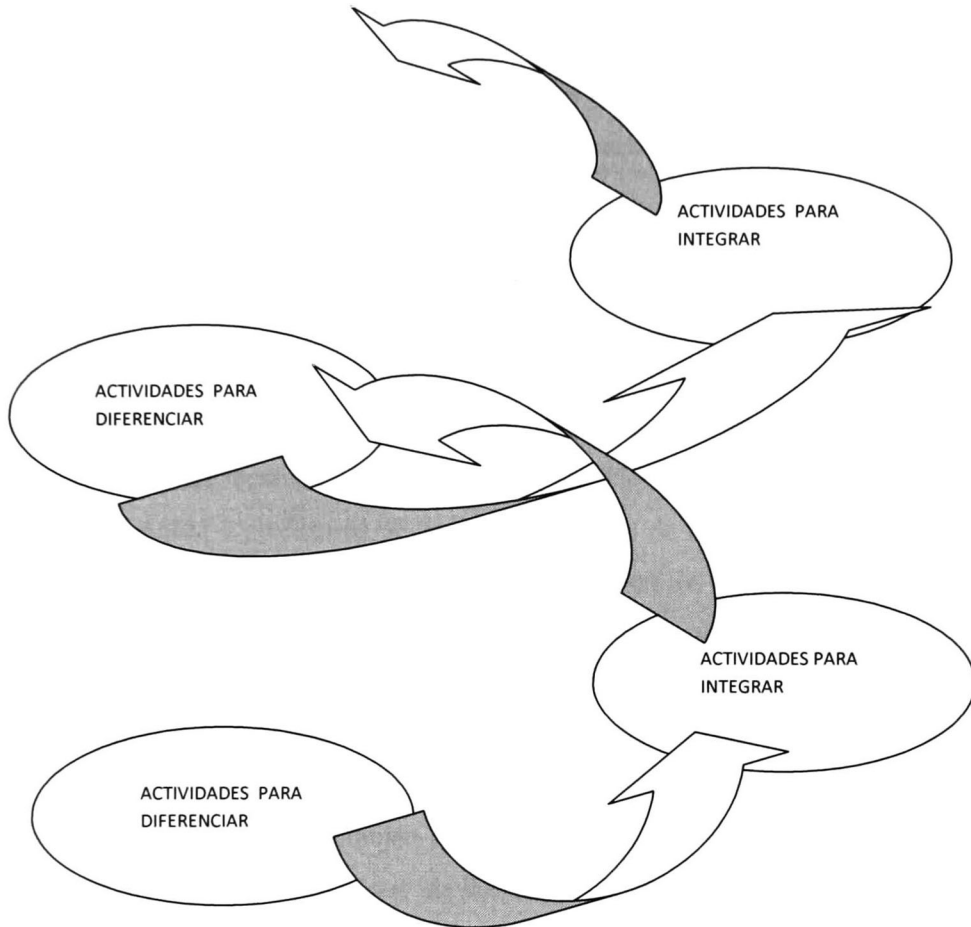 ACTIVIDADES PARA
INTEGRAR
ACTIVIDADES PARA
DIFERENCIAR
ACTIVIDADES PARA
INTEGRAR
ACTIVIDADES PARA
DIFERENCIAR